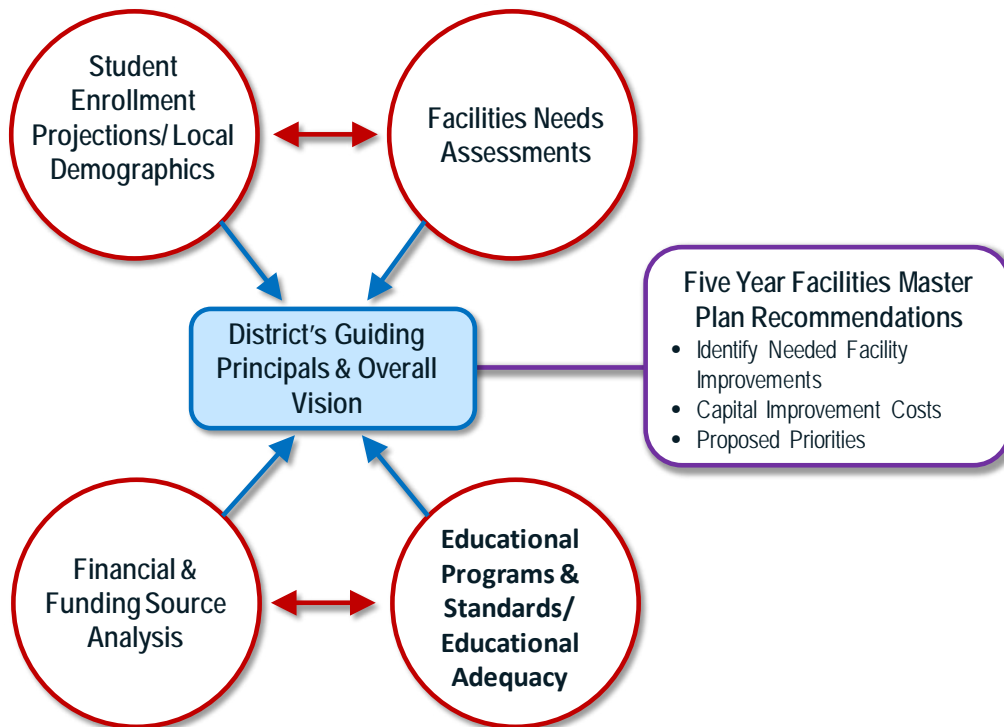 Student
Enrollment
Projections/ Local
Demographics
Facilities Needs
Assessments
District's Guiding
Principals & Overall
Vision
Five Year Facilities Master
Plan Recommendations
• Identify Needed Facility
Improvements
• Capital Improvement Costs
• Proposed Priorities
Financial &
Funding Source
Analysis
Educational
Programs &
Standards/
Educational
Adequacy